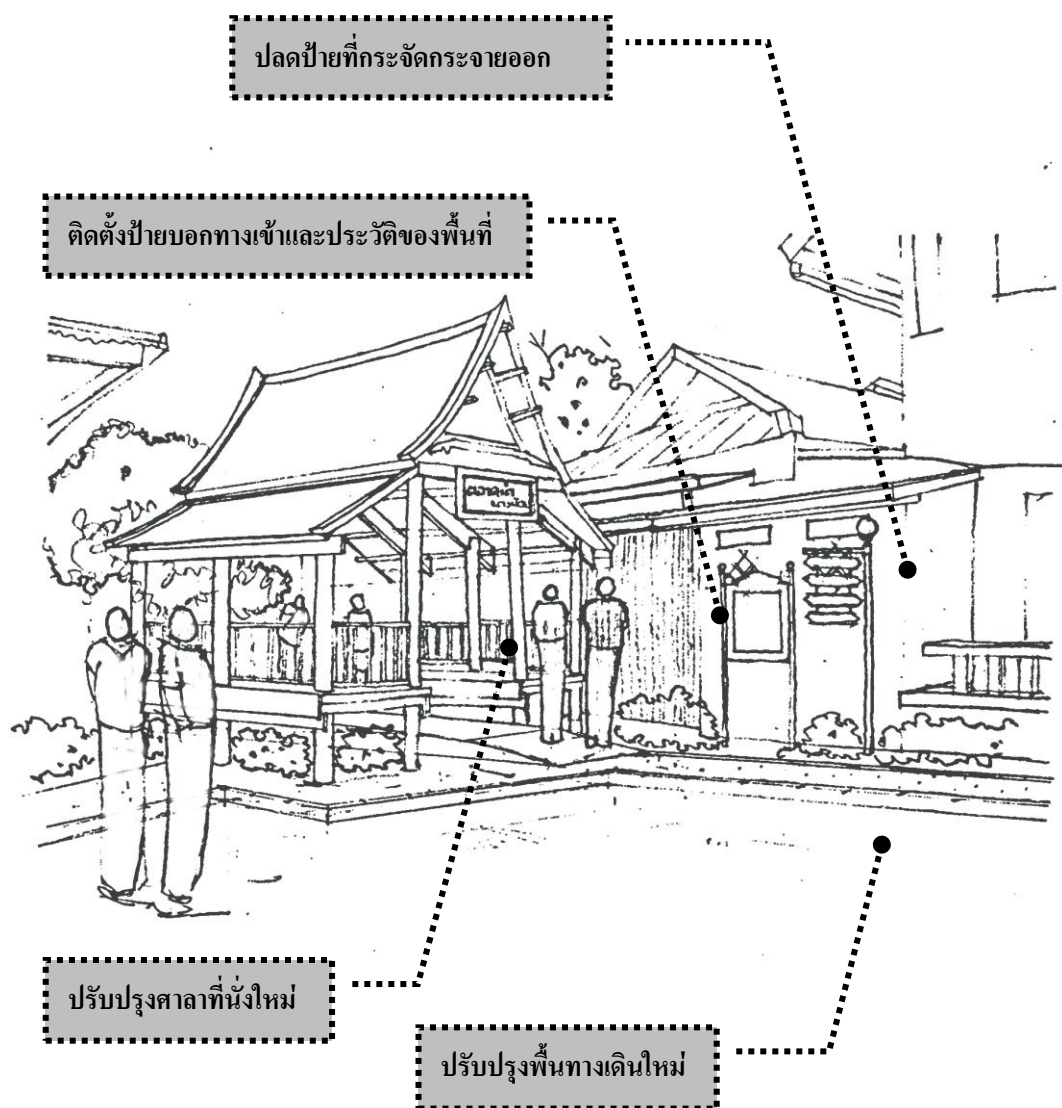 ปลดป้ายที่กระจัดกระจายออก
ติดตั้งป้ายบอกทางเข้าและประวัติของพื้นที่
ปรับปรุงศาลาที่นั่งใหม่
ปรับปรุงพื้นทางเดินใหม่